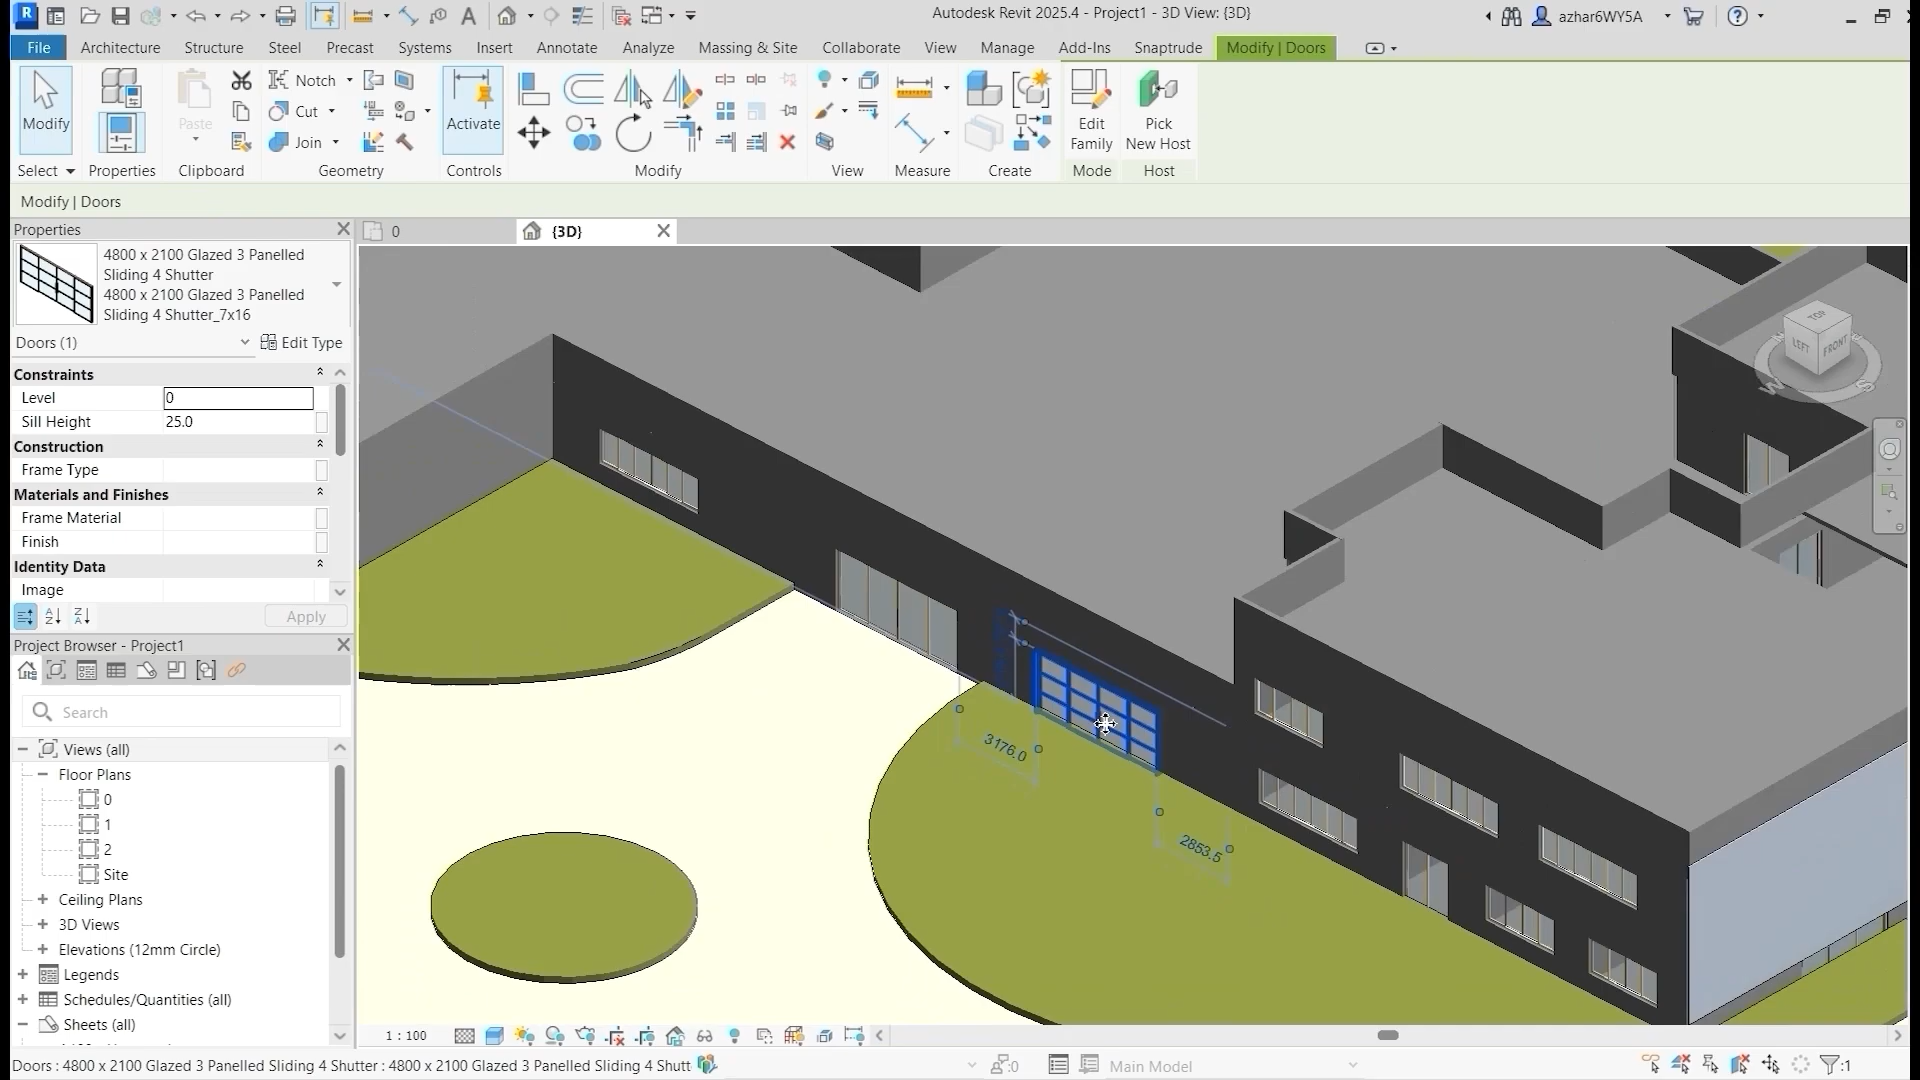 Autodesk Revit 2025.4 - Project1 - 3D View: {3D}
azhar6WY5A
File Architecture Structure Steel Precast Systems Insert Annotate Analyze Massing & Site Collaborate View Manage Add-Ins Snaptrude Modify | Doors
Modify
Paste
Notch
Cut
Join
Activate
Edit Family
Pick New Host
Select Properties Clipboard Geometry Controls Modify View Measure Create Mode Host
Modify | Doors
Properties
0
{3D}
4800 x 2100 Glazed 3 Panelled
Sliding 4 Shutter
4800 x 2100 Glazed 3 Panelled
Sliding 4 Shutter_7x16
Doors (1)
Edit Type
Constraints
Level 0
Sill Height 25.0
Construction
Frame Type
Materials and Finishes
Frame Material
Finish
Identity Data
Image
Apply
Project Browser - Project1
Search
Views (all)
Floor Plans
0
1
2
Site
Ceiling Plans
3D Views
Elevations (12mm Circle)
Legends
Schedules/Quantities (all)
Sheets (all)
TOP
LEFT
FRONT
W
S
3176.0
2853.5
1 : 100
Doors : 4800 x 2100 Glazed 3 Panelled Sliding 4 Shutter : 4800 x 2100 Glazed 3 Panelled Sliding 4 Shutt
:0
Main Model
:1